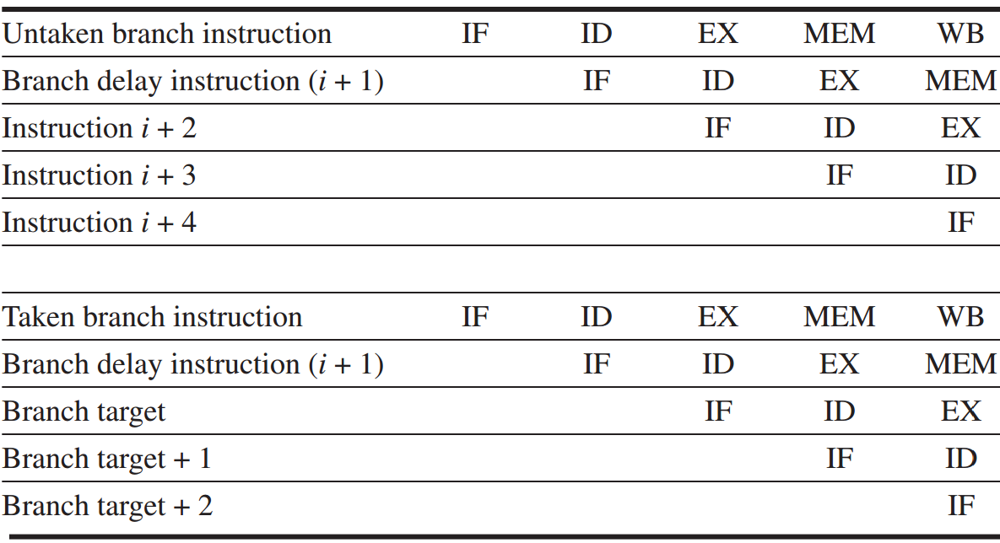 Untaken branch instruction IF ID EX MEM WB
Branch delay instruction (i + 1) IF ID EX MEM
Instruction i + 2 IF ID EX
Instruction i + 3 IF ID
Instruction i + 4 IF
Taken branch instruction IF ID EX MEM WB
Branch delay instruction (i + 1) IF ID EX MEM
Branch target IF ID EX
Branch target + 1 IF ID
Branch target + 2 IF